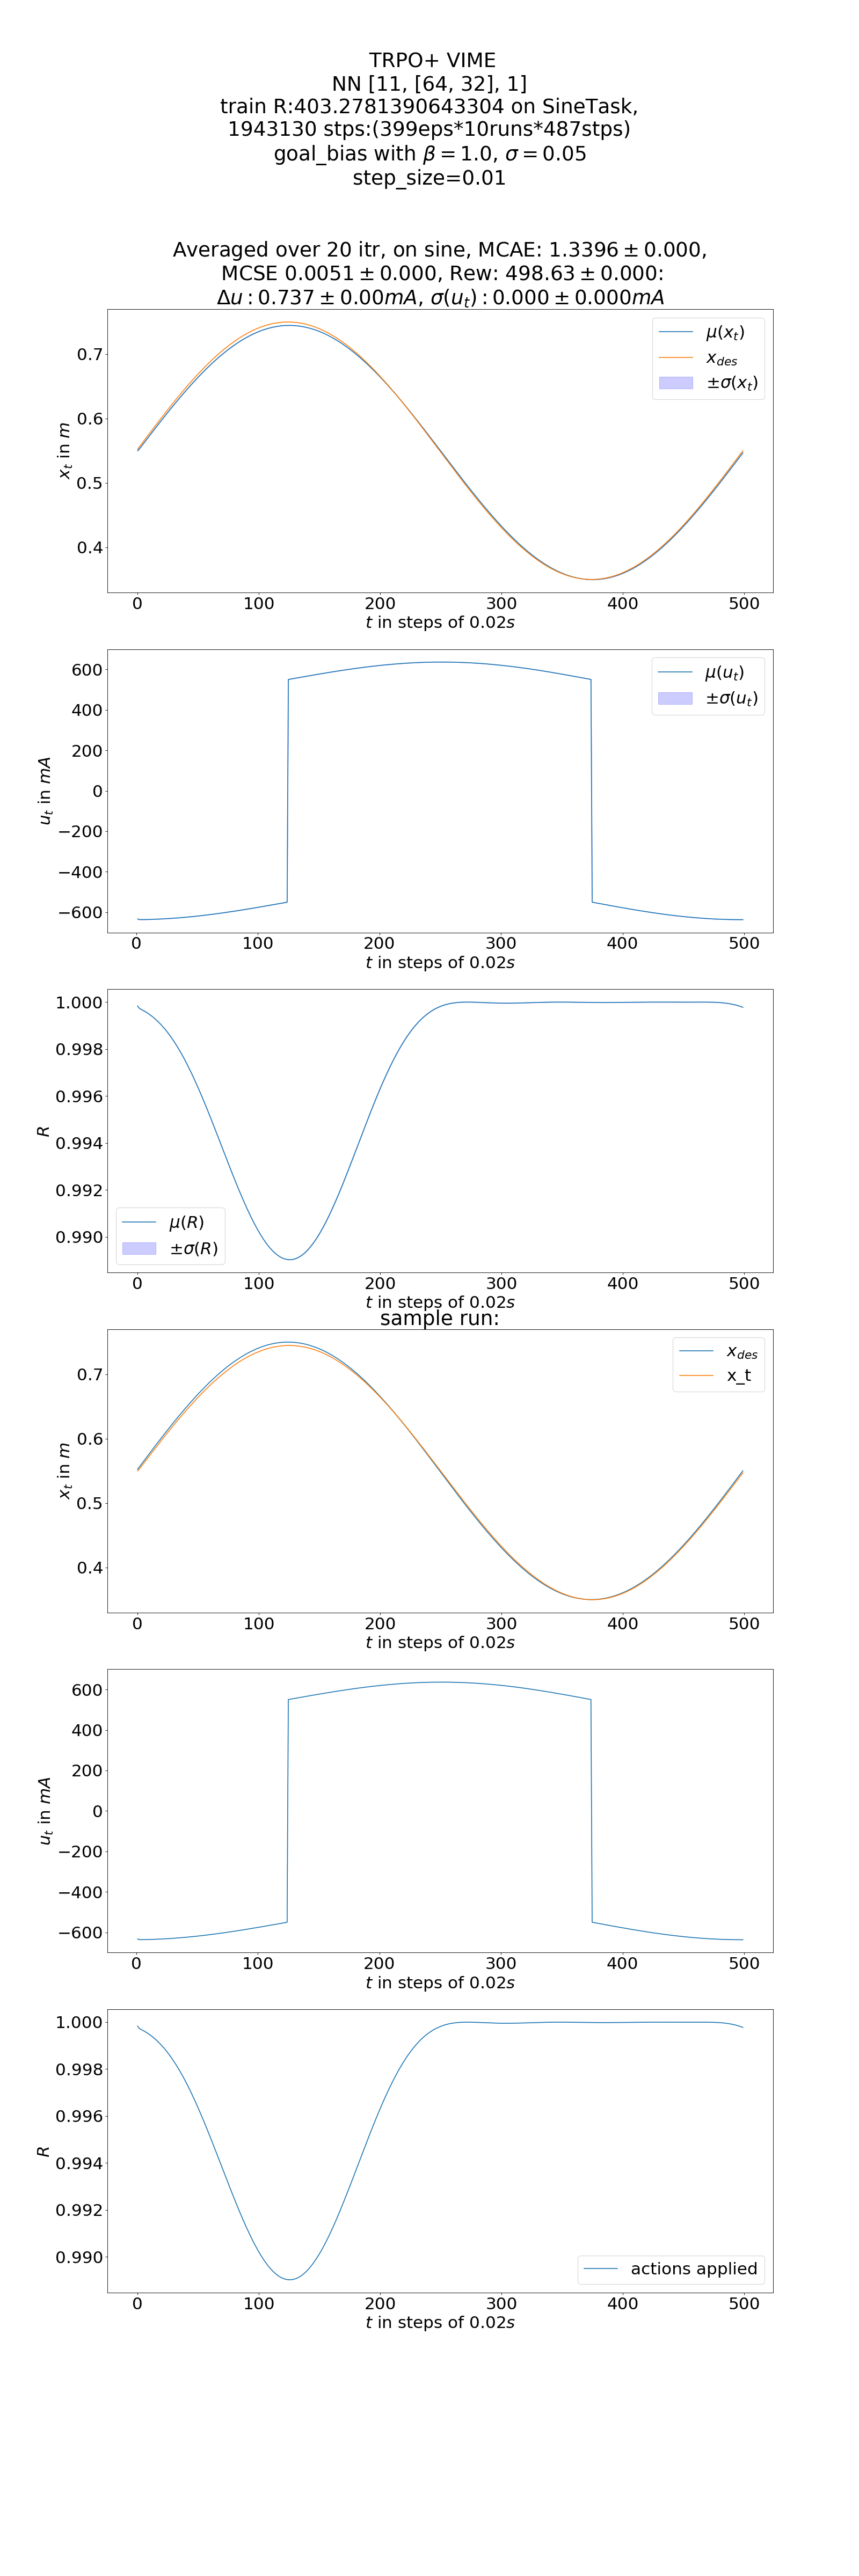 TRPO+ VIME
NN [11, [64, 32], 1]
train R:403.2781390643304 on SineTask,
1943130 stps:(399eps*10runs*487stps)
goal_bias with β = 1.0, σ = 0.05
step_size=0.01
Averaged over 20 itr, on sine, MCAE: 1.3396 ± 0.000,
MCSE 0.0051 ± 0.000, Rew: 498.63 ± 0.000:
Δu : 0.737 ± 0.00mA, σ(u_t) : 0.000 ± 0.000mA
μ(x_t)
x_des
±σ(x_t)
0.7
0.6
0.5
0.4
x_t in m
0 100 200 300 400 500
t in steps of 0.02s
μ(u_t)
±σ(u_t)
600
400
200
0
−200
−400
−600
u_t in mA
0 100 200 300 400 500
t in steps of 0.02s
1.000
0.998
0.996
0.994
0.992
0.990
R
μ(R)
±σ(R)
0 100 200 300 400 500
t in steps of 0.02s
sample run:
x_des
x_t
0.7
0.6
0.5
0.4
x_t in m
0 100 200 300 400 500
t in steps of 0.02s
600
400
200
0
−200
−400
−600
u_t in mA
0 100 200 300 400 500
t in steps of 0.02s
1.000
0.998
0.996
0.994
0.992
0.990
R
actions applied
0 100 200 300 400 500
t in steps of 0.02s